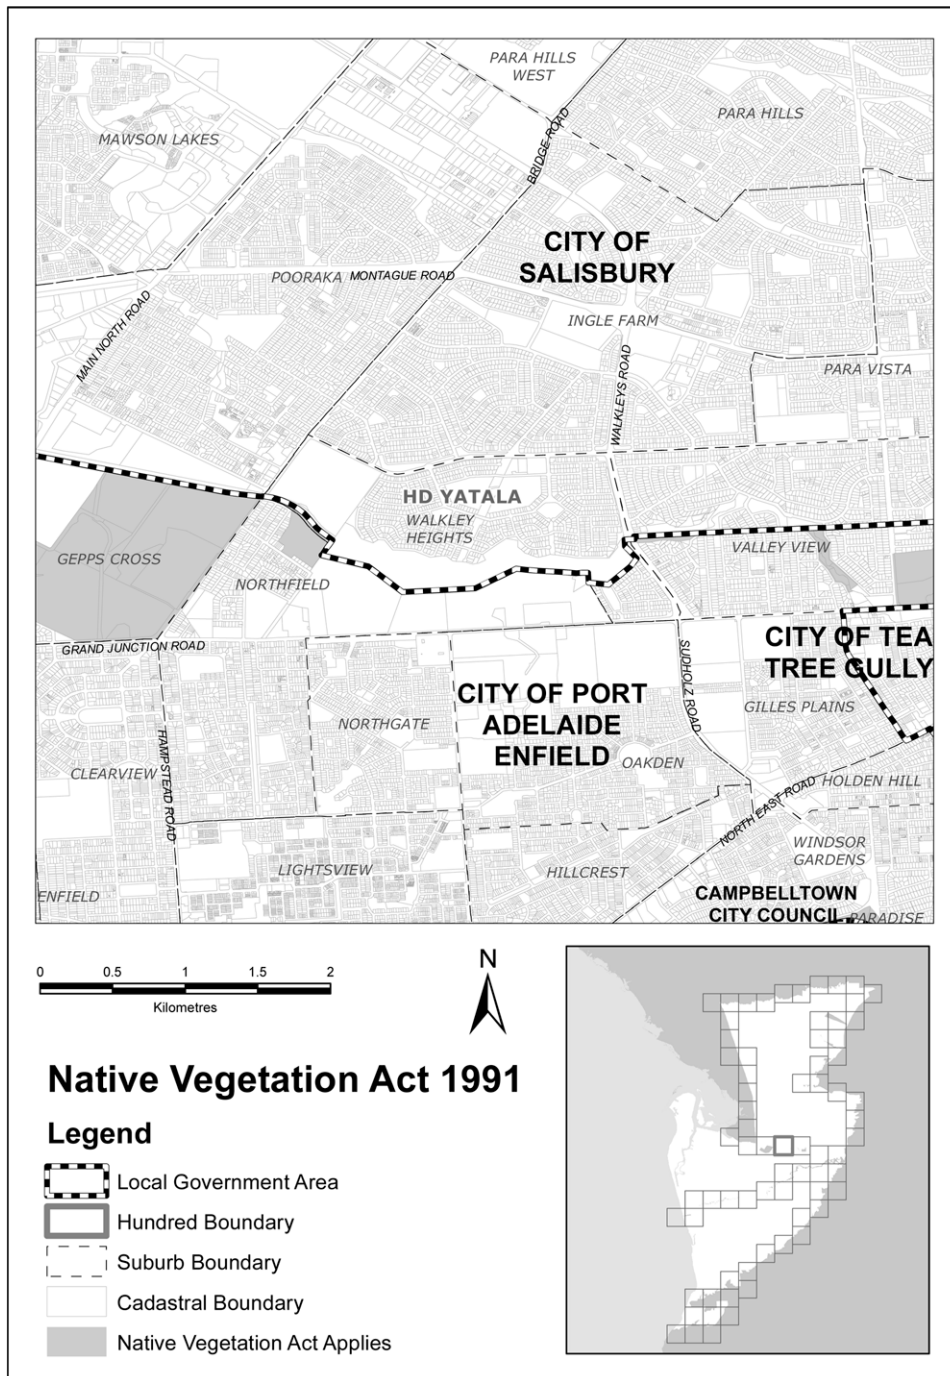 PARA HILLS
WEST
PARA HILLS
MAWSON LAKES
BRIDGE ROAD
CITY OF
SALISBURY
POORAKA
MONTAGUE ROAD
MAIN NORTH ROAD
INGLE FARM
WALKLEYS ROAD
PARA VISTA
HD YATALA
WALKLEY
HEIGHTS
GEPPS CROSS
NORTHFIELD
VALLEY VIEW
GRAND JUNCTION ROAD
CITY OF TEA
TREE GULLY
SUDHOLZ ROAD
CITY OF PORT
ADELAIDE
ENFIELD
GILLES PLAINS
NORTHGATE
HAMPSTEAD ROAD
CLEARVIEW
OAKDEN
HOLDEN HILL
NORTH EAST ROAD
WINDSOR
GARDENS
LIGHTSVIEW
HILLCREST
ENFIELD
CAMPBELLTOWN
CITY COUNCIL
PARADISE
0 0.5 1 1.5 2
Kilometres
N
Native Vegetation Act 1991
Legend
Local Government Area
Hundred Boundary
Suburb Boundary
Cadastral Boundary
Native Vegetation Act Applies